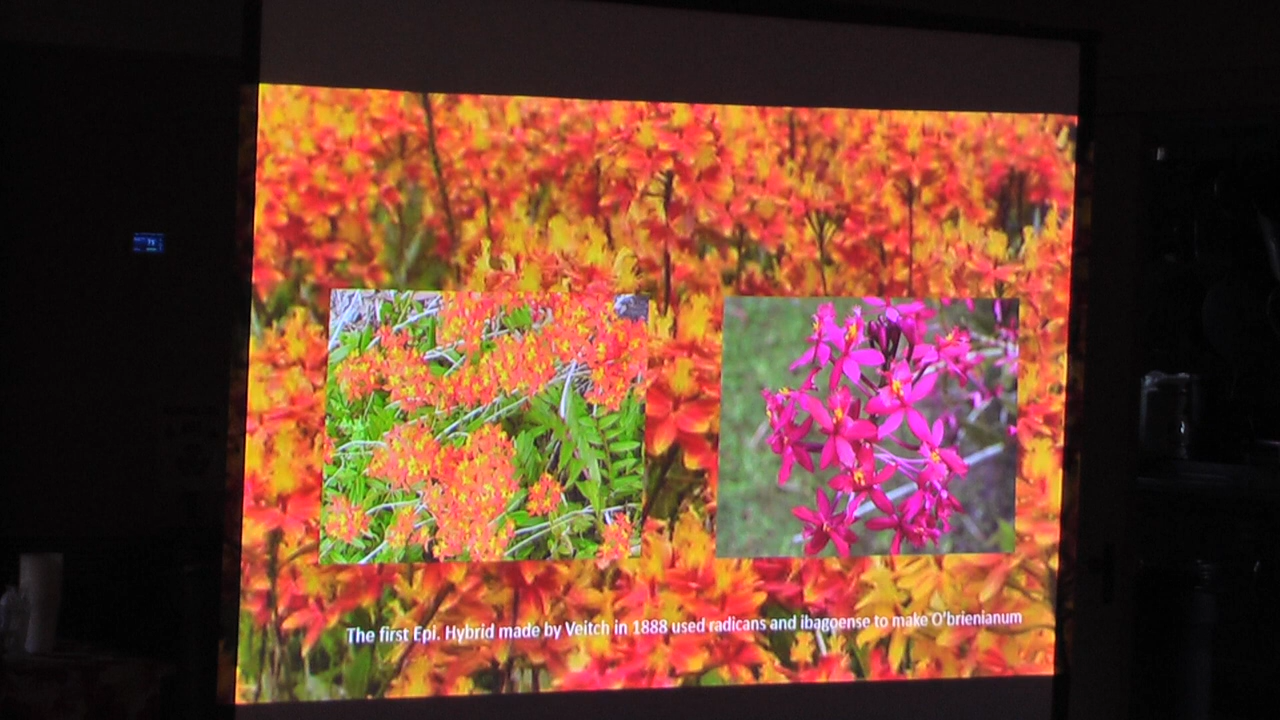 The first Epi. Hybrid made by Veitch in 1888 used radicans and ibagoense to make O'brienianum